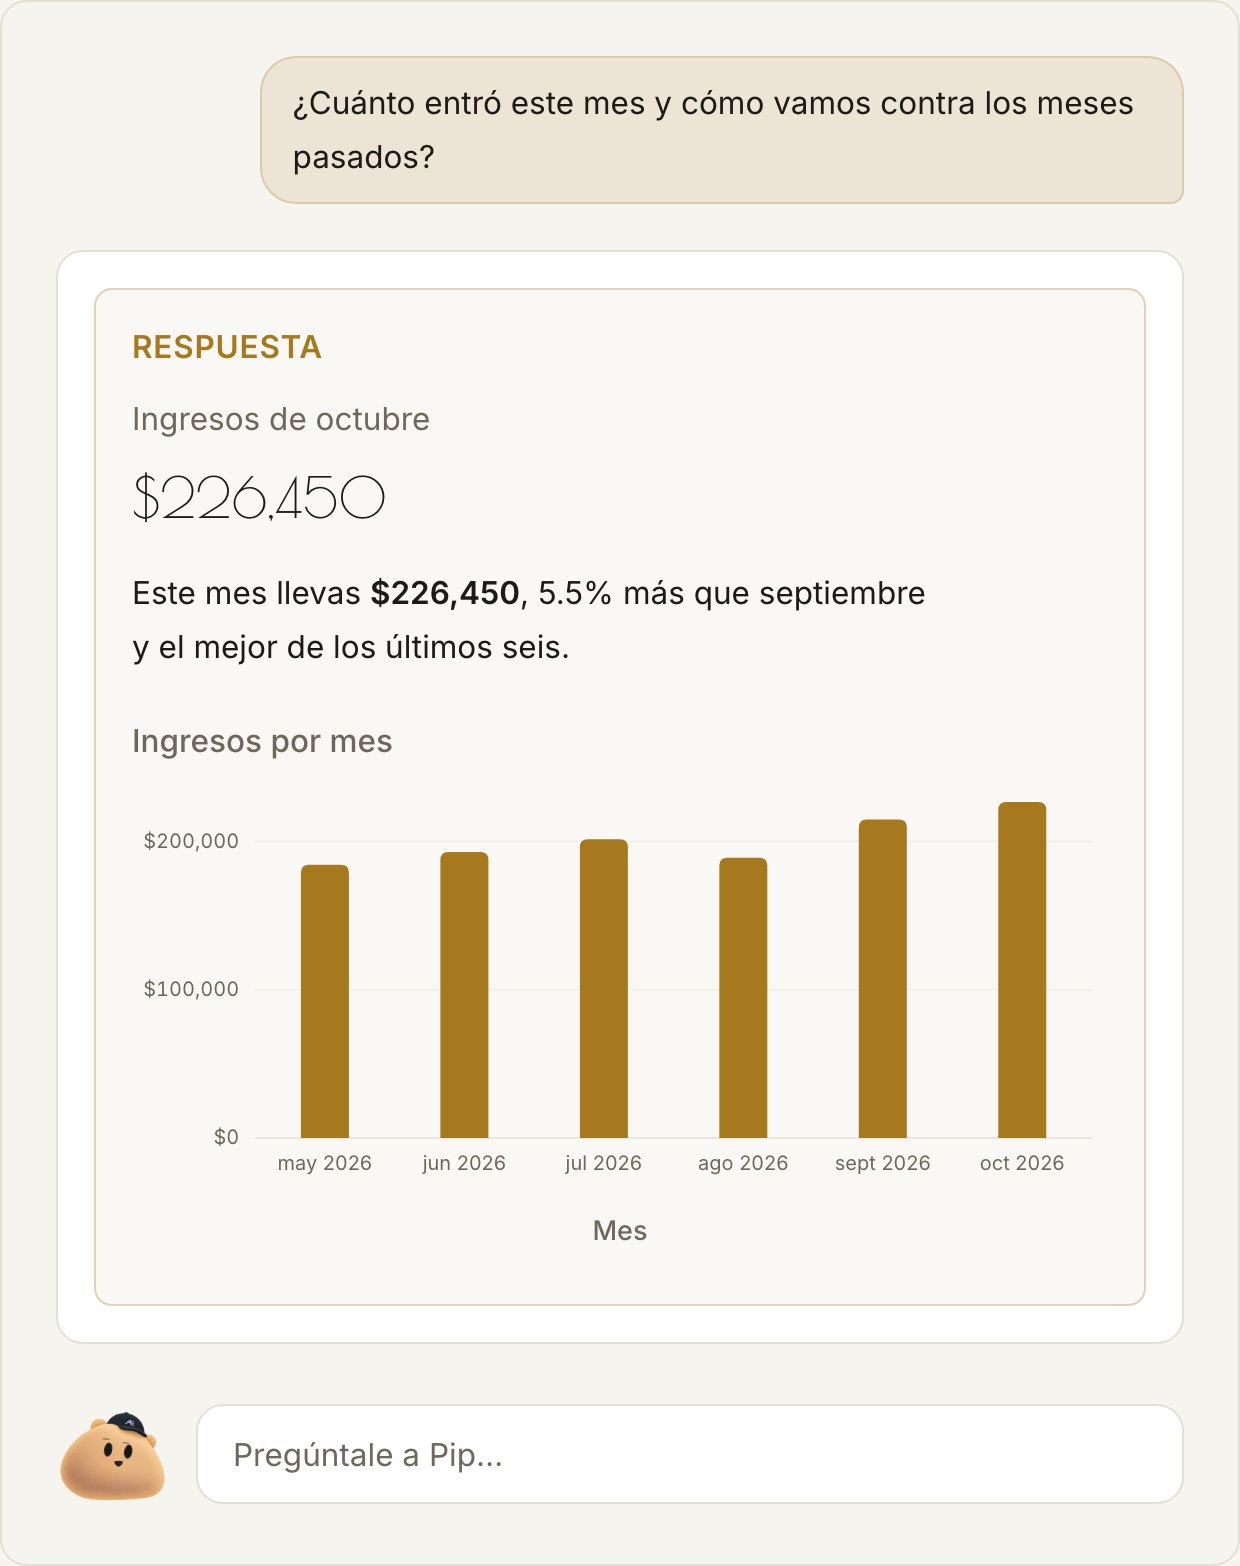 ¿Cuánto entró este mes y cómo vamos contra los meses
pasados?
RESPUESTA
Ingresos de octubre
$226,450
Este mes llevas $226,450, 5.5% más que septiembre
y el mejor de los últimos seis.
Ingresos por mes
$200,000
$100,000
$0
may 2026 jun 2026 jul 2026 ago 2026 sept 2026 oct 2026
Mes
Pregúntale a Pip...